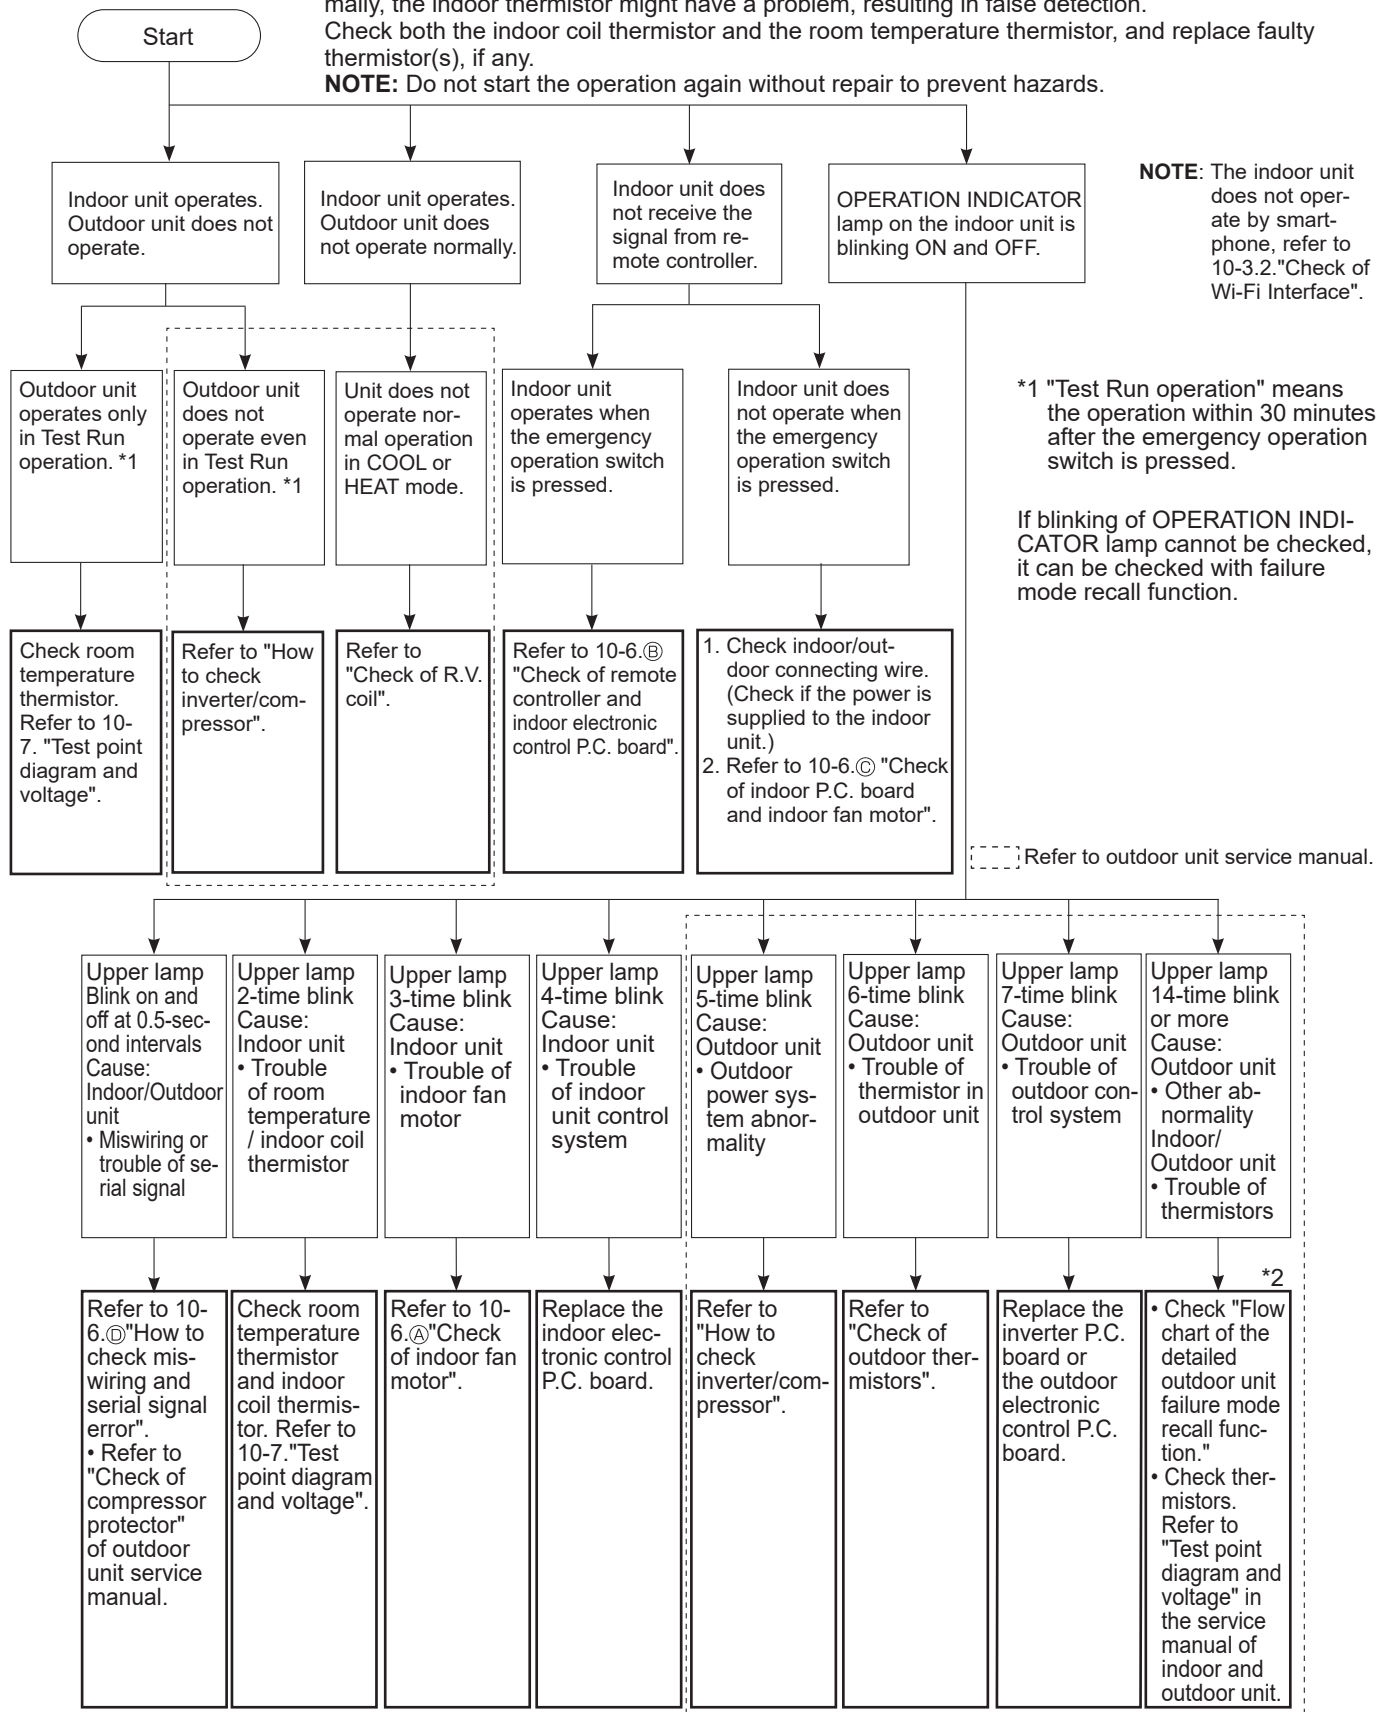 mally, the indoor thermistor might have a problem, resulting in false detection.
Check both the indoor coil thermistor and the room temperature thermistor, and replace faulty
thermistor(s), if any.
NOTE: Do not start the operation again without repair to prevent hazards.
Start
Indoor unit operates.
Outdoor unit does not
operate.
Indoor unit operates.
Outdoor unit does
not operate normally.
Indoor unit does
not receive the
signal from re-
mote controller.
OPERATION INDICATOR
lamp on the indoor unit is
blinking ON and OFF.
NOTE: The indoor unit
does not oper-
ate by smart-
phone, refer to
10-3.2."Check of
Wi-Fi Interface".
Outdoor unit
operates only
in Test Run
operation. *1
Outdoor unit
does not
operate even
in Test Run
operation. *1
Unit does not
operate nor-
mal operation
in COOL or
HEAT mode.
Indoor unit
operates when
the emergency
operation switch
is pressed.
Indoor unit does
not operate when
the emergency
operation switch
is pressed.
*1 "Test Run operation" means
the operation within 30 minutes
after the emergency operation
switch is pressed.
If blinking of OPERATION INDI-
CATOR lamp cannot be checked,
it can be checked with failure
mode recall function.
Check room
temperature
thermistor.
Refer to 10-
7. "Test point
diagram and
voltage".
Refer to "How
to check
inverter/com-
pressor".
Refer to
"Check of R.V.
coil".
Refer to 10-6.Ⓑ
"Check of remote
controller and
indoor electronic
control P.C. board".
1. Check indoor/out-
door connecting wire.
(Check if the power is
supplied to the indoor
unit.)
2. Refer to 10-6.Ⓒ "Check
of indoor P.C. board
and indoor fan motor".
Refer to outdoor unit service manual.
Upper lamp
Blink on and
off at 0.5-sec-
ond intervals
Cause:
Indoor/Outdoor
unit
• Miswiring or
trouble of se-
rial signal
Upper lamp
2-time blink
Cause:
Indoor unit
• Trouble
of room
temperature
/ indoor coil
thermistor
Upper lamp
3-time blink
Cause:
Indoor unit
• Trouble of
indoor fan
motor
Upper lamp
4-time blink
Cause:
Indoor unit
• Trouble
of indoor
unit control
system
Upper lamp
5-time blink
Cause:
Outdoor unit
• Outdoor
power sys-
tem abnor-
mality
Upper lamp
6-time blink
Cause:
Outdoor unit
• Trouble of
thermistor in
outdoor unit
Upper lamp
7-time blink
Cause:
Outdoor unit
• Trouble of
outdoor con-
trol system
Upper lamp
14-time blink
or more
Cause:
Outdoor unit
• Other ab-
normality
Indoor/
Outdoor unit
• Trouble of
thermistors
*2
Refer to 10-
6.Ⓓ"How to
check mis-
wiring and
serial signal
error".
• Refer to
"Check of
compressor
protector"
of outdoor
unit service
manual.
Check room
temperature
thermistor
and indoor
coil thermis-
tor. Refer to
10-7."Test
point diagram
and voltage".
Refer to 10-
6.Ⓐ"Check
of indoor fan
motor".
Replace the
indoor elec-
tronic control
P.C. board.
Refer to
"How to
check
inverter/com-
pressor".
Refer to
"Check of
outdoor ther-
mistors".
Replace the
inverter P.C.
board or
the outdoor
electronic
control P.C.
board.
• Check "Flow
chart of the
detailed
outdoor unit
failure mode
recall func-
tion."
• Check ther-
mistors.
Refer to
"Test point
diagram and
voltage" in
the service
manual of
indoor and
outdoor unit.